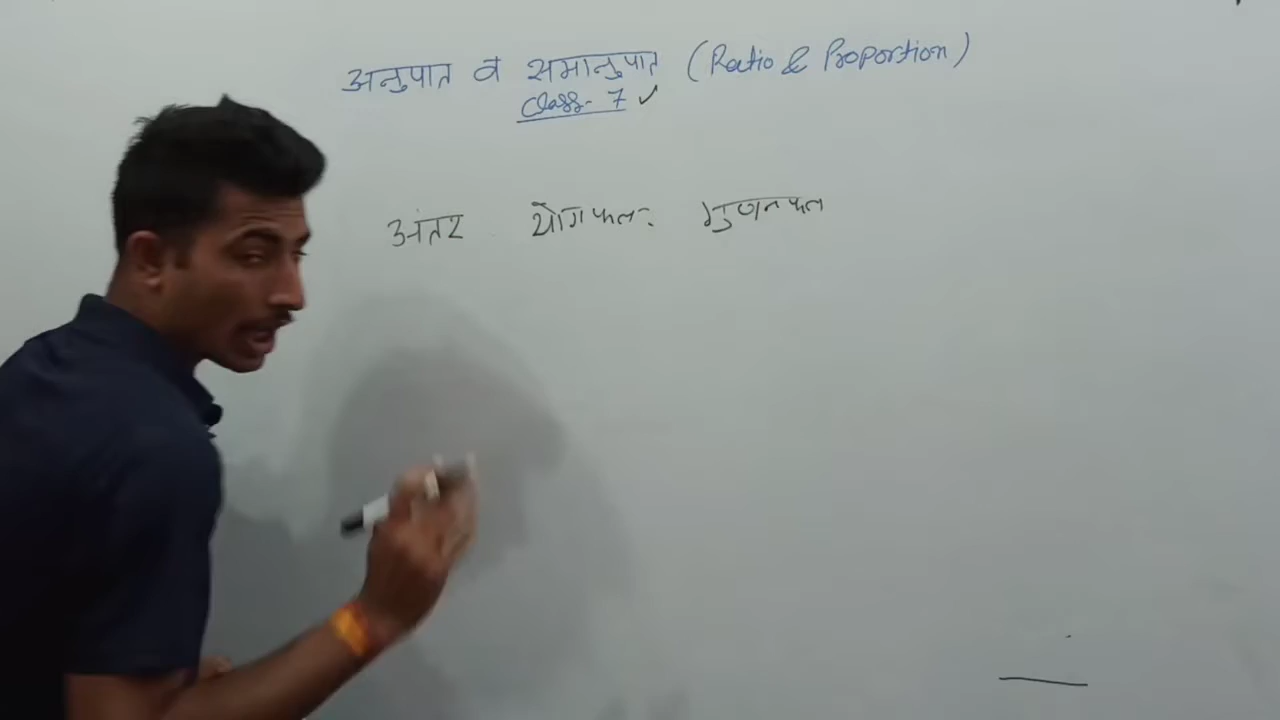 अनुपात व समानुपात (Ratio & Proportion)
Class- 7 ✓
अंतर योगफल गुणनफल